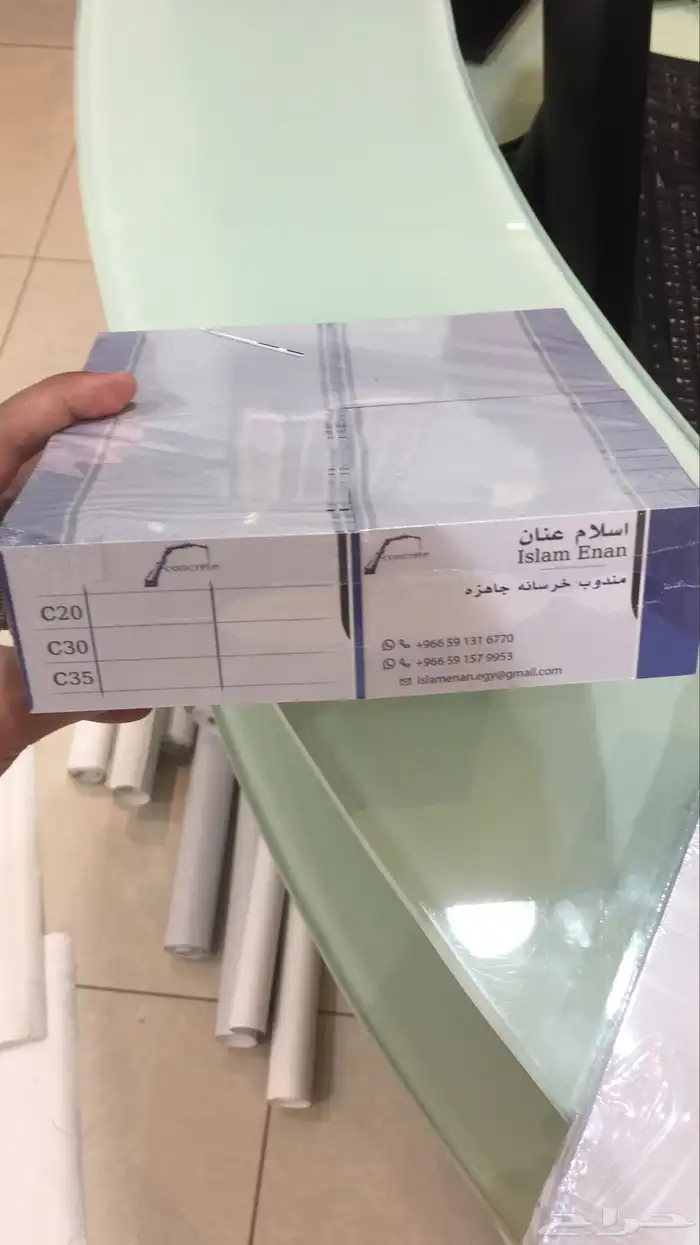 concrete
C20
C30
C35
concrete
اسلام عنان
Islam Enan
مندوب خرسانه جاهزه
+966 59 131 6770
+966 59 157 9953
islamenan.egy@gmail.com
حراج